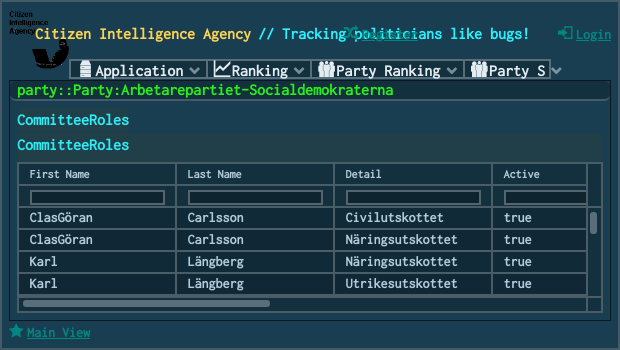 Citizen
Intelligence
Agency
Citizen Intelligence Agency // Tracking politicians like bugs!
Register
Login
Application
Ranking
Party Ranking
Party S
party::Party:Arbetarepartiet-Socialdemokraterna
CommitteeRoles
CommitteeRoles
First Name Last Name Detail Active
ClasGöran Carlsson Civilutskottet true
ClasGöran Carlsson Näringsutskottet true
Karl Längberg Näringsutskottet true
Karl Längberg Utrikesutskottet true
Main View